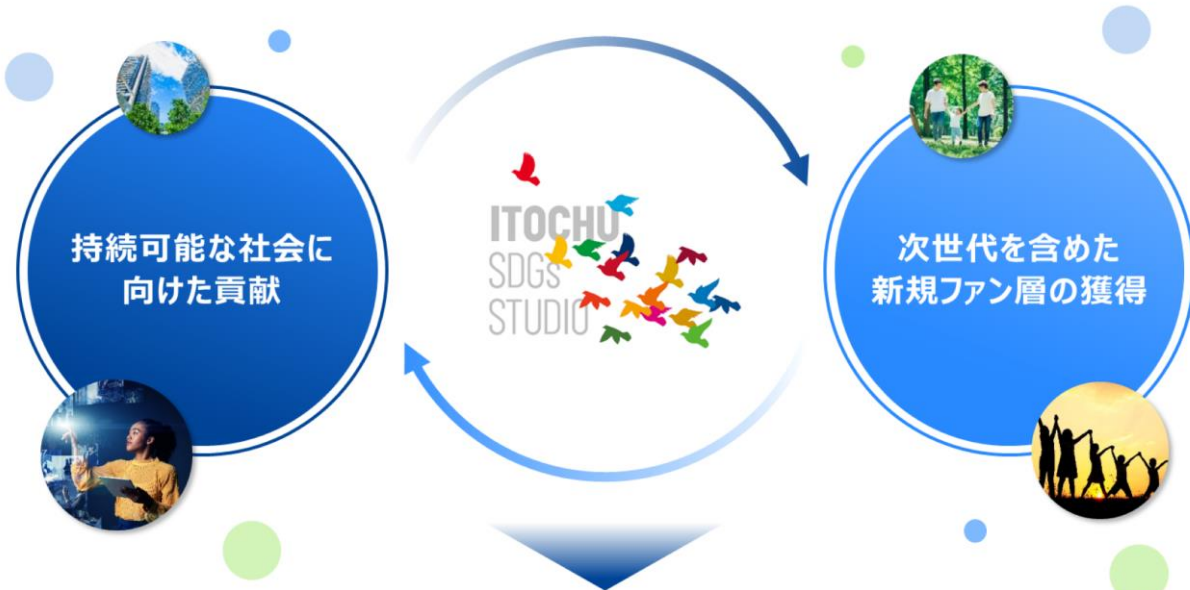 持続可能な社会に
向けた貢献
ITOCHU
SDGs
STUDIO
次世代を含めた
新規ファン層の獲得